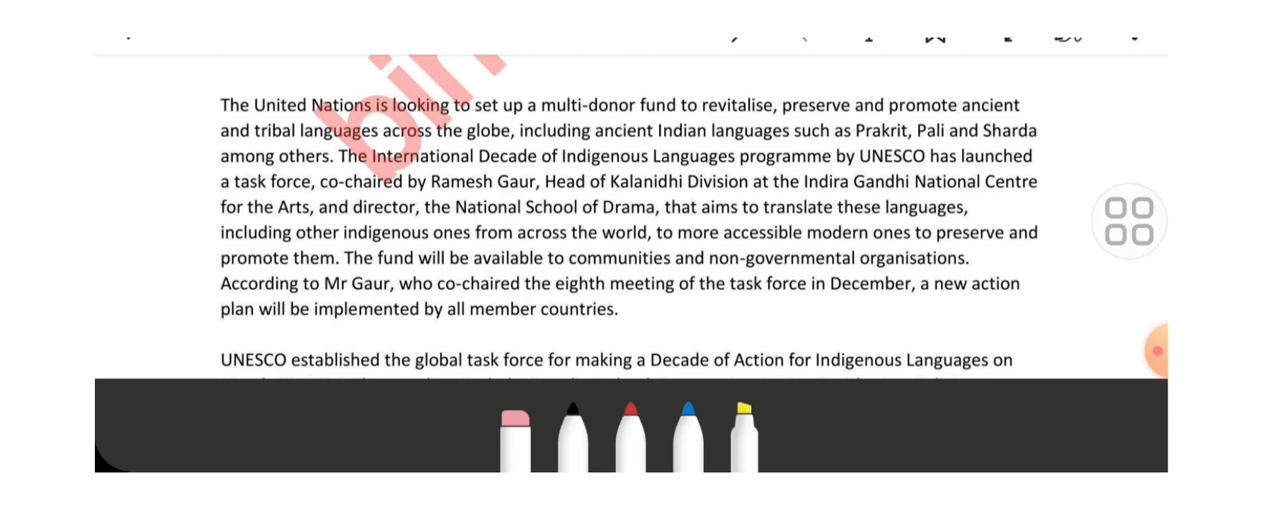 bin
The United Nations is looking to set up a multi-donor fund to revitalise, preserve and promote ancient
and tribal languages across the globe, including ancient Indian languages such as Prakrit, Pali and Sharda
among others. The International Decade of Indigenous Languages programme by UNESCO has launched
a task force, co-chaired by Ramesh Gaur, Head of Kalanidhi Division at the Indira Gandhi National Centre
for the Arts, and director, the National School of Drama, that aims to translate these languages,
including other indigenous ones from across the world, to more accessible modern ones to preserve and
promote them. The fund will be available to communities and non-governmental organisations.
According to Mr Gaur, who co-chaired the eighth meeting of the task force in December, a new action
plan will be implemented by all member countries.
UNESCO established the global task force for making a Decade of Action for Indigenous Languages on